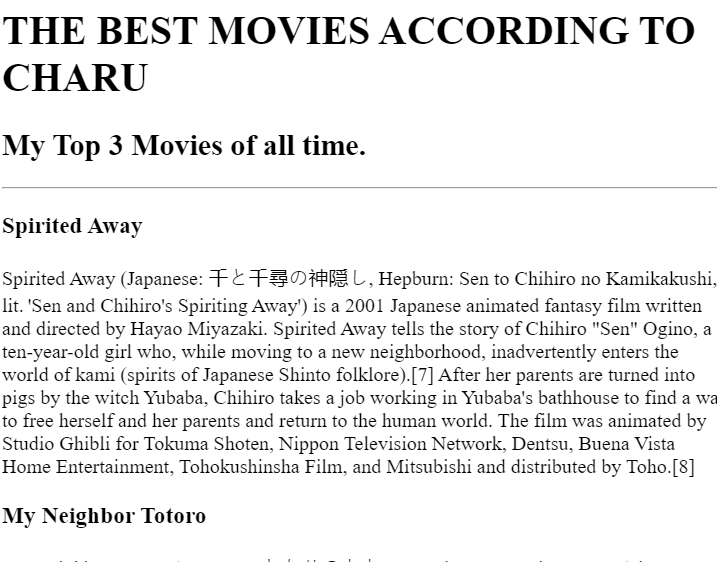 THE BEST MOVIES ACCORDING TO
CHARU
My Top 3 Movies of all time.
Spirited Away
Spirited Away (Japanese: 千と千尋の神隠し, Hepburn: Sen to Chihiro no Kamikakushi,
lit. 'Sen and Chihiro's Spiriting Away') is a 2001 Japanese animated fantasy film written
and directed by Hayao Miyazaki. Spirited Away tells the story of Chihiro "Sen" Ogino, a
ten-year-old girl who, while moving to a new neighborhood, inadvertently enters the
world of kami (spirits of Japanese Shinto folklore).[7] After her parents are turned into
pigs by the witch Yubaba, Chihiro takes a job working in Yubaba's bathhouse to find a wa
to free herself and her parents and return to the human world. The film was animated by
Studio Ghibli for Tokuma Shoten, Nippon Television Network, Dentsu, Buena Vista
Home Entertainment, Tohokushinsha Film, and Mitsubishi and distributed by Toho.[8]
My Neighbor Totoro